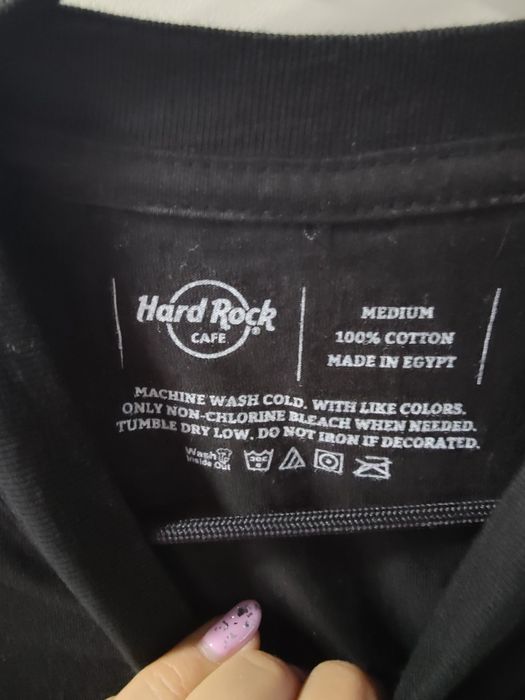 Hard Rock
CAFE
MEDIUM
100% COTTON
MADE IN EGYPT
MACHINE WASH COLD, WITH LIKE COLORS.
ONLY NON-CHLORINE BLEACH WHEN NEEDED.
TUMBLE DRY LOW. DO NOT IRON IF DECORATED.
Wash
Inside Out
30C